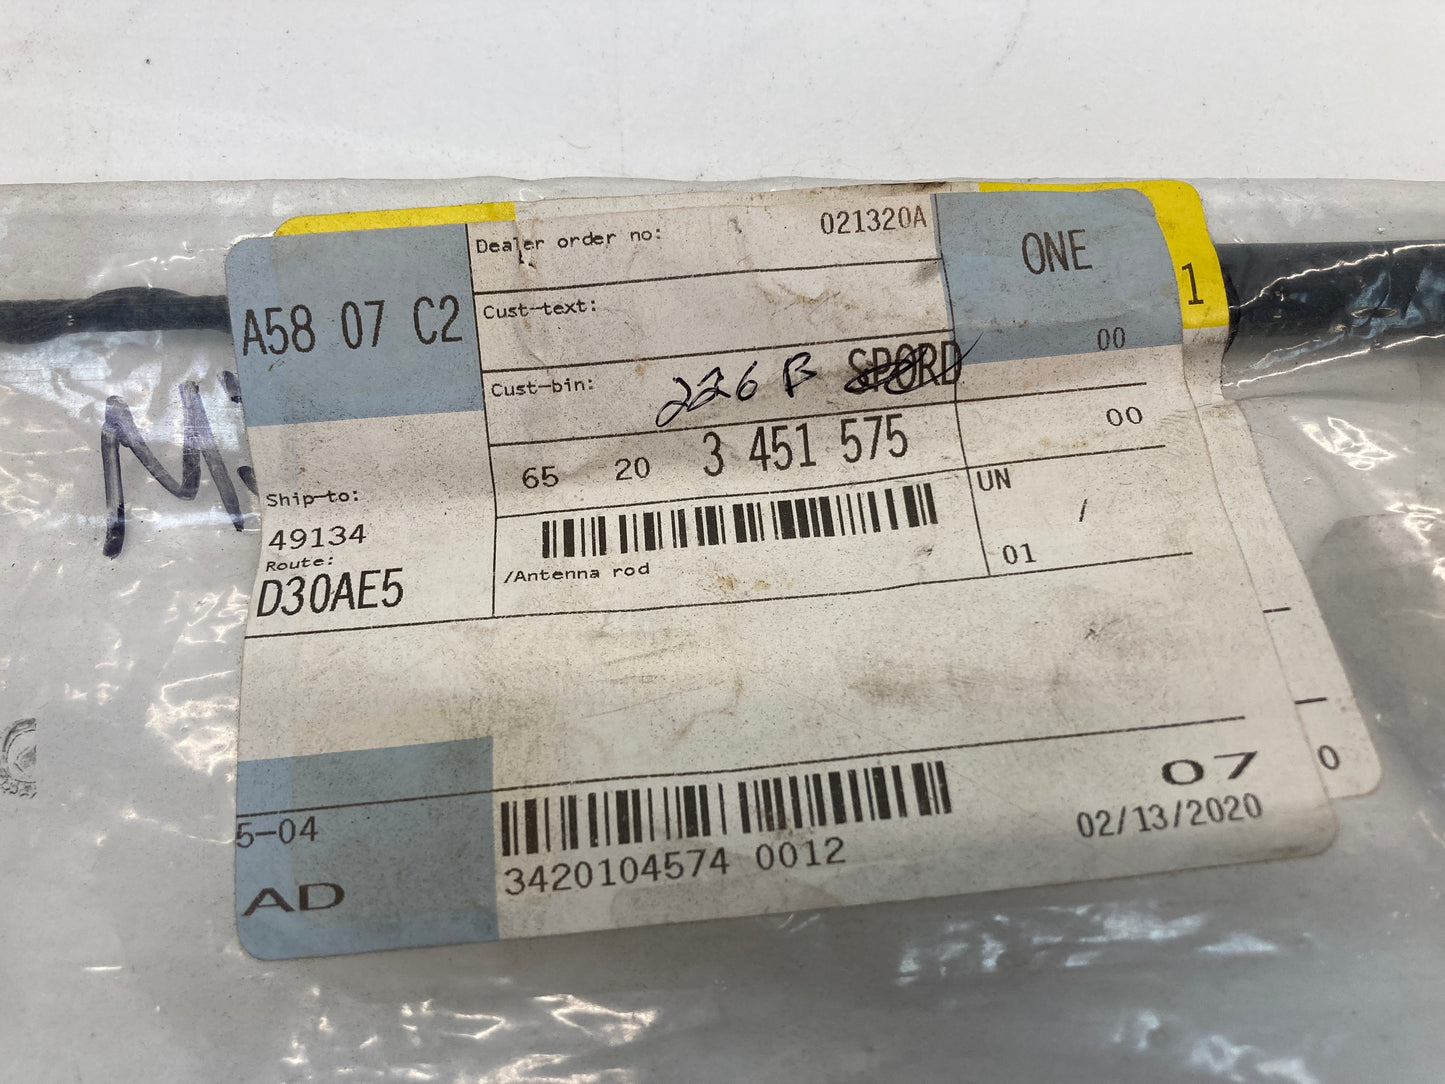 Dealer order no: 021320A
ONE
1
A58 07 C2
Cust-text:
00
Cust-bin: 226 B SPORD
65 20 3 451 575
00
Ship-to:
49134
Route:
D30AE5
/Antenna rod
UN
/
01
07
0
5-04
02/13/2020
3420104574 0012
AD